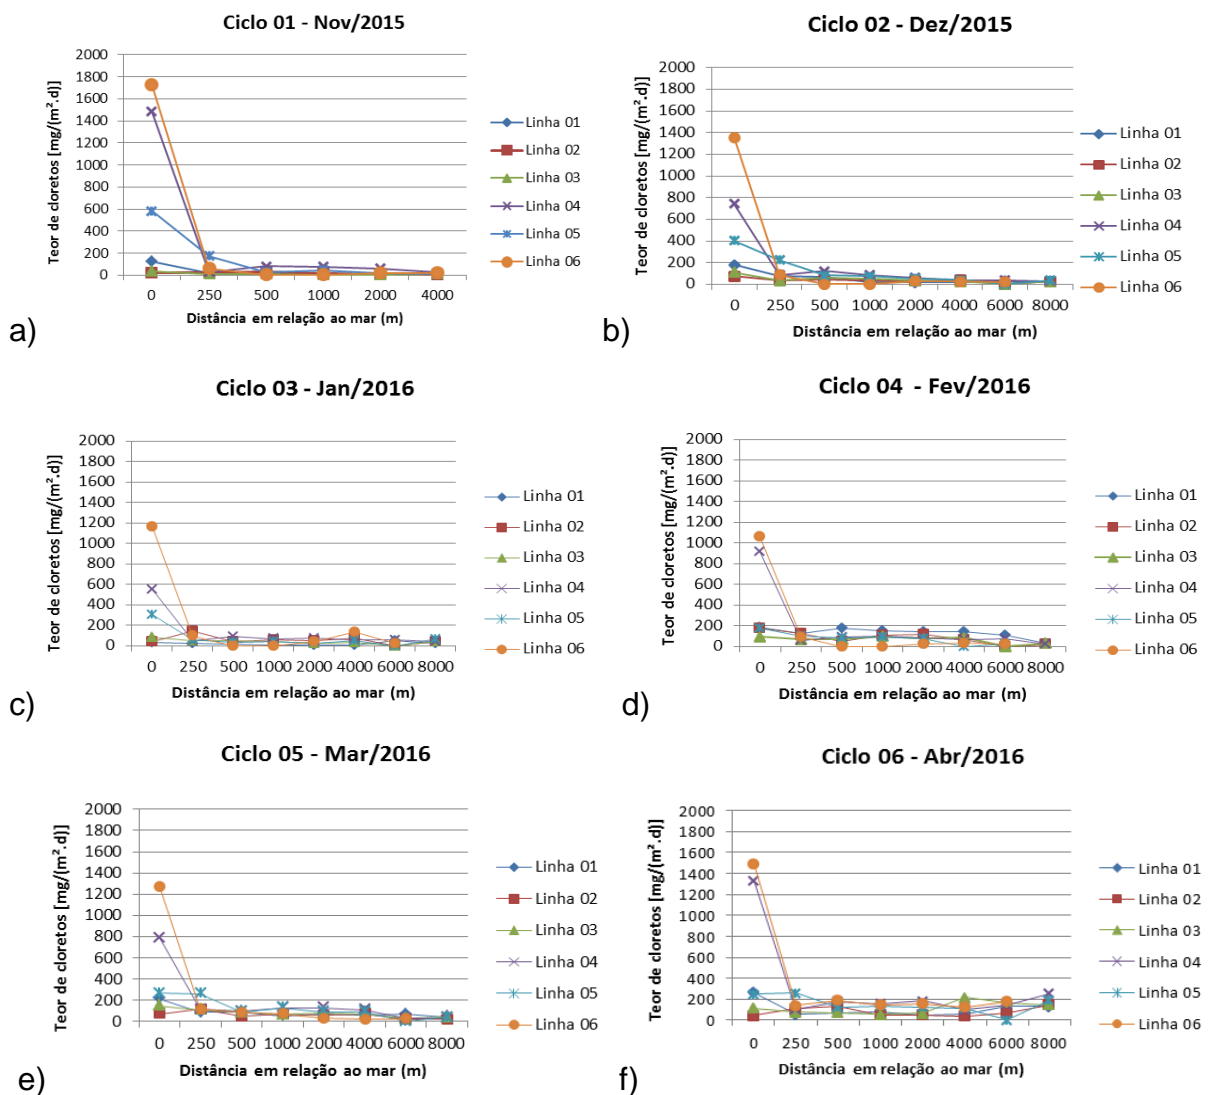 Ciclo 01 - Nov/2015
Teor de cloretos [mg/(m².d)]
2000
1800
1600
1400
1200
1000
800
600
400
200
0
0 250 500 1000 2000 4000
Distância em relação ao mar (m)
Linha 01
Linha 02
Linha 03
Linha 04
Linha 05
Linha 06
a)
Ciclo 02 - Dez/2015
Teor de cloretos [mg/(m².d)]
2000
1800
1600
1400
1200
1000
800
600
400
200
0
0 250 500 1000 2000 4000 6000 8000
Distância em relação ao mar (m)
Linha 01
Linha 02
Linha 03
Linha 04
Linha 05
Linha 06
b)
Ciclo 03 - Jan/2016
Teor de cloretos [mg/(m².d)]
2000
1800
1600
1400
1200
1000
800
600
400
200
0
0 250 500 1000 2000 4000 6000 8000
Distância em relação ao mar (m)
Linha 01
Linha 02
Linha 03
Linha 04
Linha 05
Linha 06
c)
Ciclo 04 - Fev/2016
Teor de cloretos [mg/(m².d)]
2000
1800
1600
1400
1200
1000
800
600
400
200
0
0 250 500 1000 2000 4000 6000 8000
Distância em relação ao mar (m)
Linha 01
Linha 02
Linha 03
Linha 04
Linha 05
Linha 06
d)
Ciclo 05 - Mar/2016
Teor de cloretos [mg/(m².d)]
2000
1800
1600
1400
1200
1000
800
600
400
200
0
0 250 500 1000 2000 4000 6000 8000
Distância em relação ao mar (m)
Linha 01
Linha 02
Linha 03
Linha 04
Linha 05
Linha 06
e)
Ciclo 06 - Abr/2016
Teor de cloretos [mg/(m².d)]
2000
1800
1600
1400
1200
1000
800
600
400
200
0
0 250 500 1000 2000 4000 6000 8000
Distância em relação ao mar (m)
Linha 01
Linha 02
Linha 03
Linha 04
Linha 05
Linha 06
f)